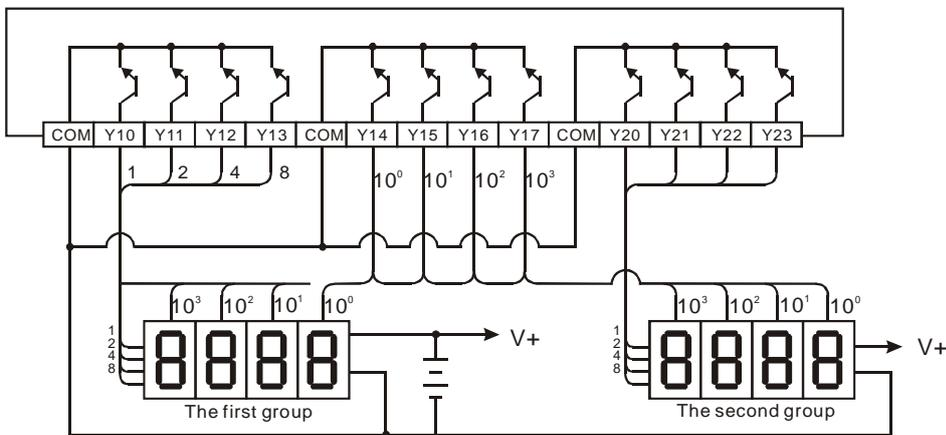 COM Y10 Y11 Y12 Y13 COM Y14 Y15 Y16 Y17 COM Y20 Y21 Y22 Y23
1 2 4 8 10⁰ 10¹ 10² 10³
10³ 10² 10¹ 10⁰ 10³ 10² 10¹ 10⁰
1
2
4
8
V+
1
2
4
8
V+
The first group
The second group